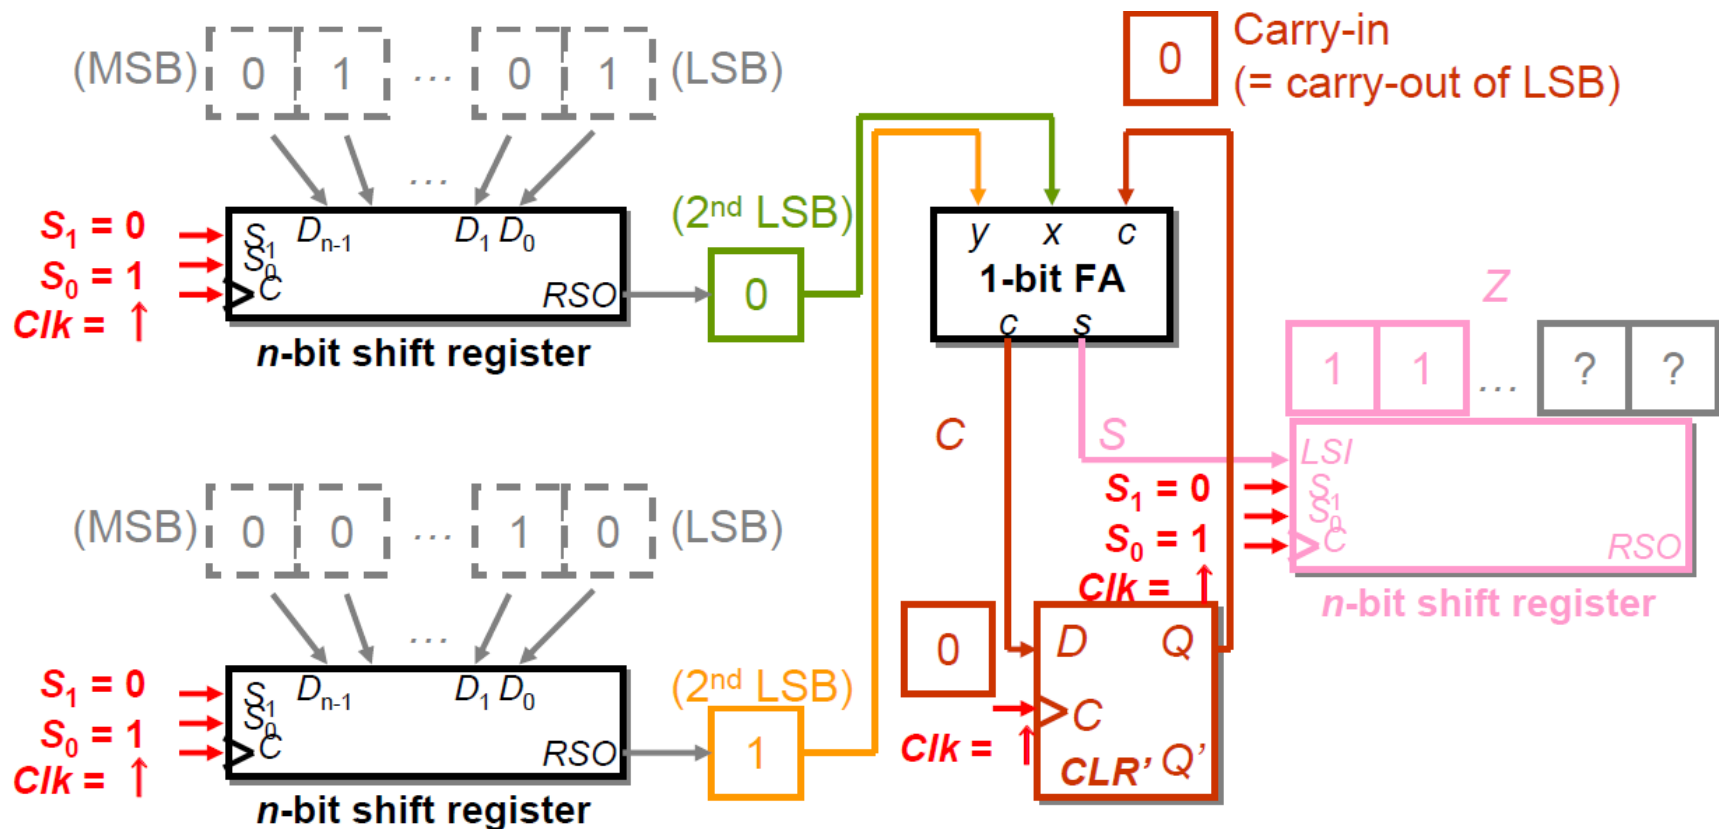 (MSB) 0 1 ... 0 1 (LSB)
0 Carry-in
(= carry-out of LSB)
...
S1 = 0
S0 = 1
Clk = ↑
S1 Dn-1 D1 D0
S0
C
RSO
n-bit shift register
(2nd LSB)
0
y x c
1-bit FA
c s
C
S
Z
1 1 ... ? ?
LSI
S1
S0
C
RSO
n-bit shift register
S1 = 0
S0 = 1
Clk = ↑
(MSB) 0 0 ... 1 0 (LSB)
...
S1 = 0
S0 = 1
Clk = ↑
S1 Dn-1 D1 D0
S0
C
RSO
n-bit shift register
(2nd LSB)
1
0
D Q
C
CLR’ Q’
Clk = ↑